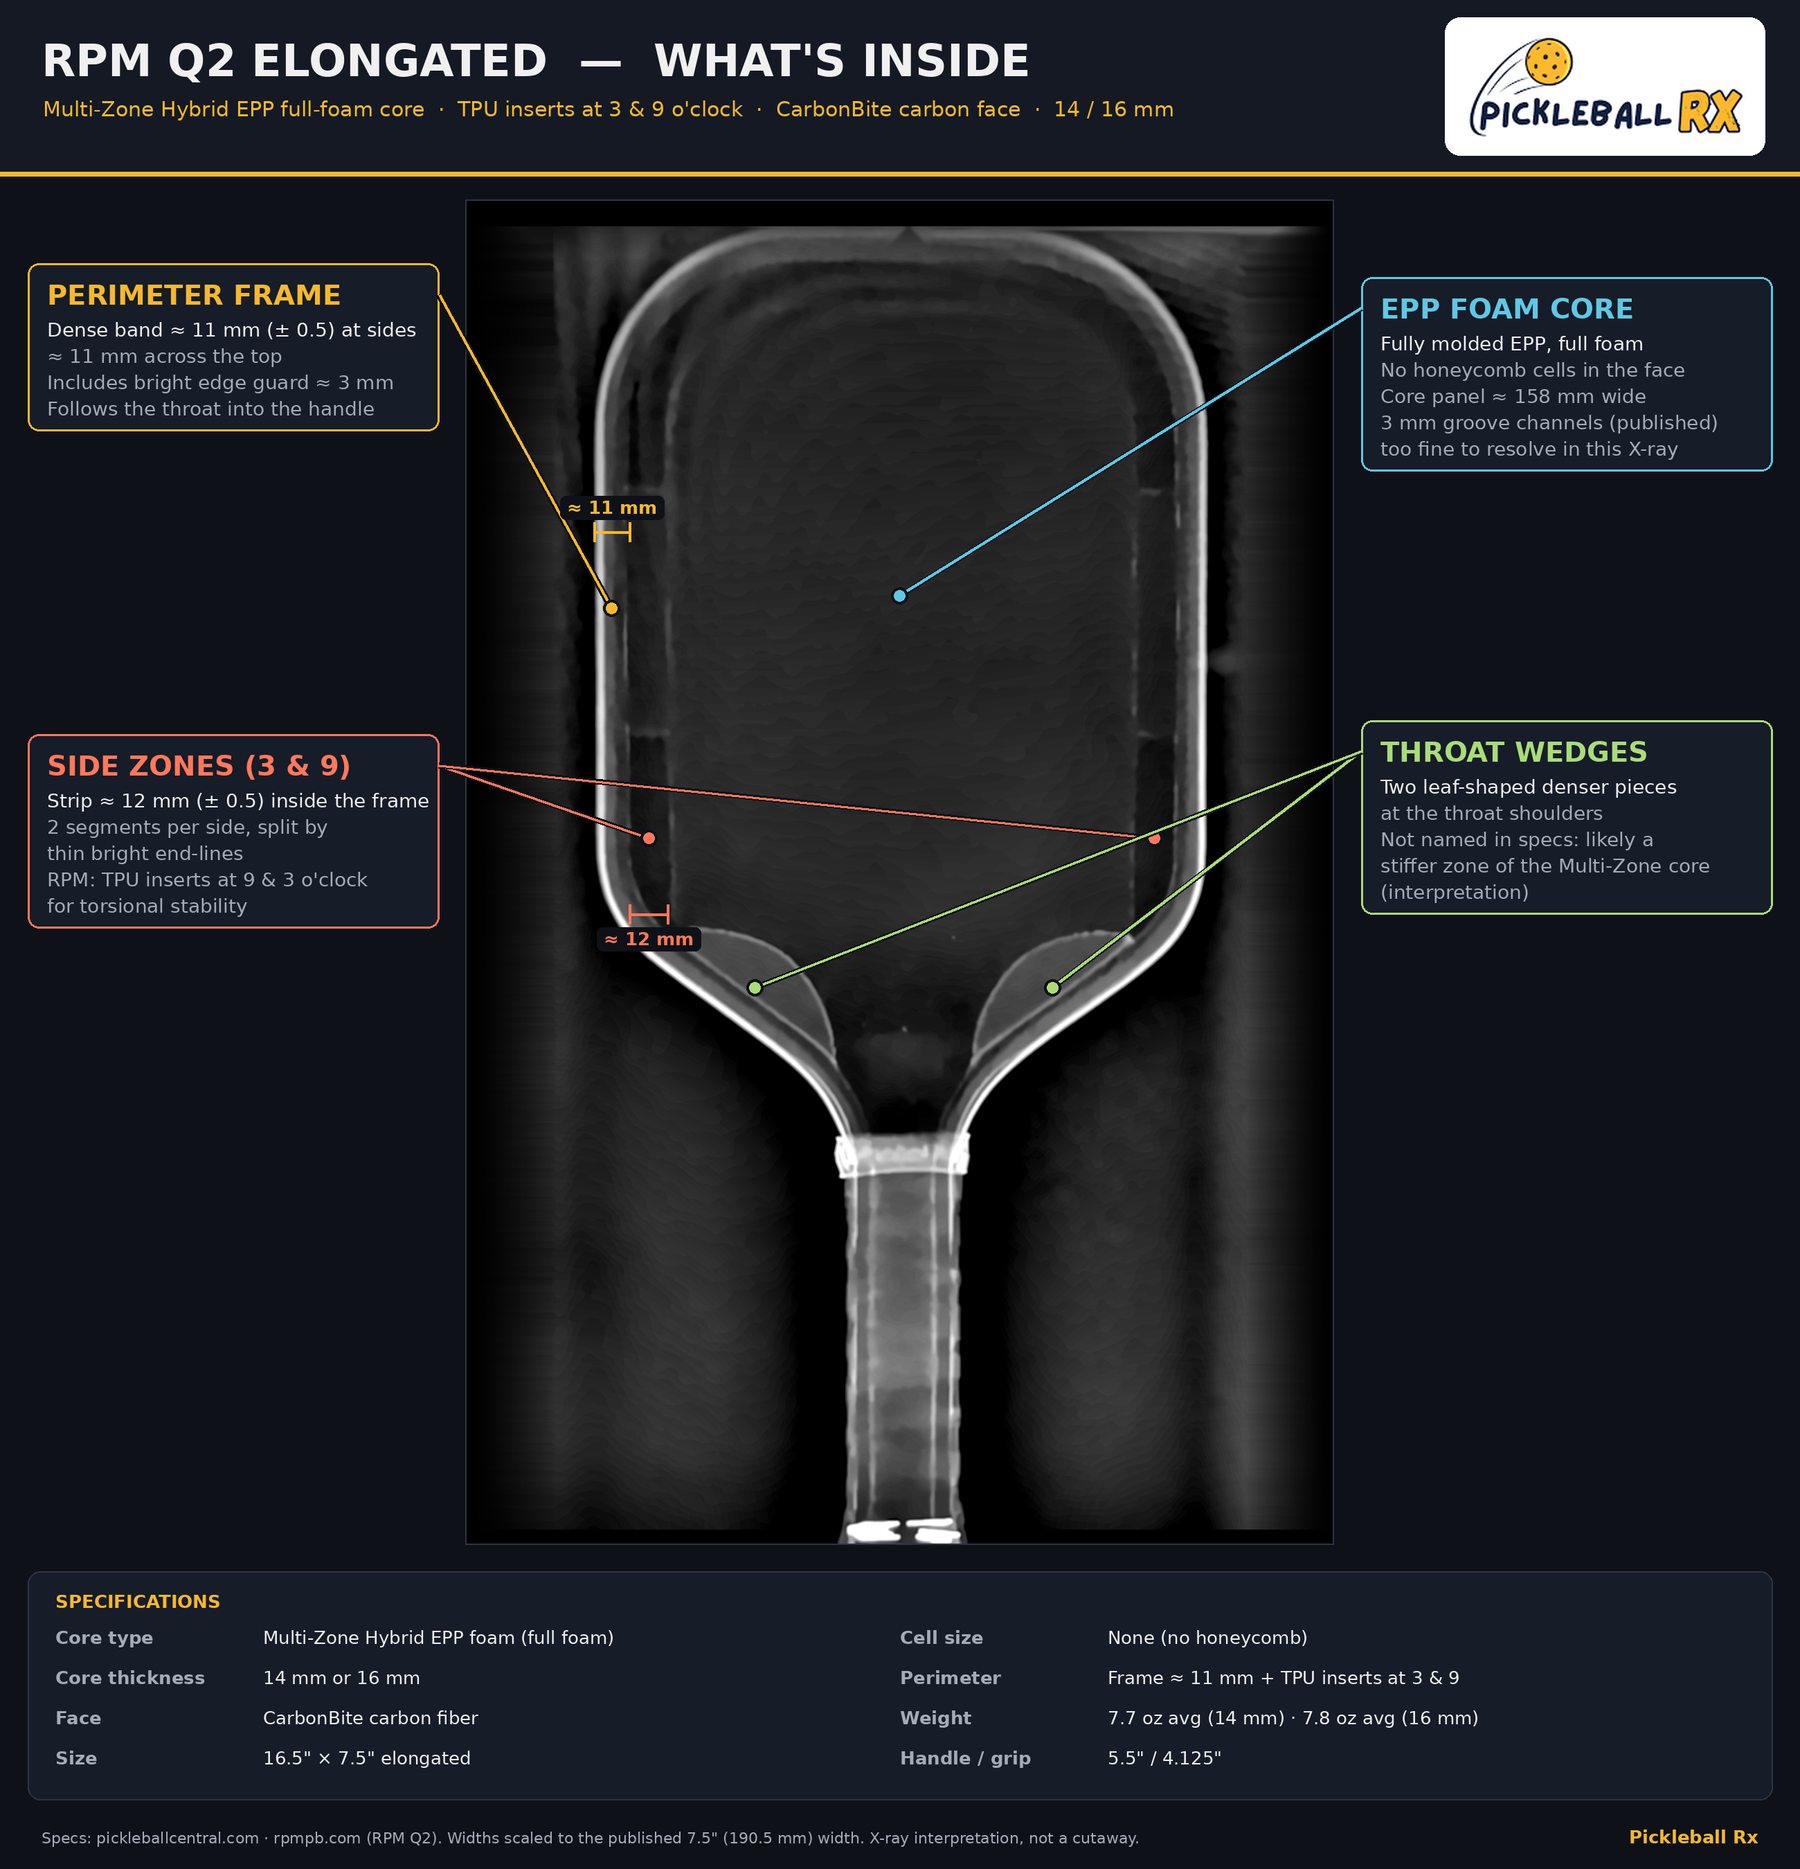 RPM Q2 ELONGATED — WHAT'S INSIDE
Multi-Zone Hybrid EPP full-foam core · TPU inserts at 3 & 9 o'clock · CarbonBite carbon face · 14 / 16 mm
PICKLEBALL RX
PERIMETER FRAME
Dense band ≈ 11 mm (± 0.5) at sides
≈ 11 mm across the top
Includes bright edge guard ≈ 3 mm
Follows the throat into the handle
EPP FOAM CORE
Fully molded EPP, full foam
No honeycomb cells in the face
Core panel ≈ 158 mm wide
3 mm groove channels (published)
too fine to resolve in this X-ray
≈ 11 mm
SIDE ZONES (3 & 9)
Strip ≈ 12 mm (± 0.5) inside the frame
2 segments per side, split by
thin bright end-lines
RPM: TPU inserts at 9 & 3 o'clock
for torsional stability
THROAT WEDGES
Two leaf-shaped denser pieces
at the throat shoulders
Not named in specs: likely a
stiffer zone of the Multi-Zone core
(interpretation)
≈ 12 mm
SPECIFICATIONS
Core type Multi-Zone Hybrid EPP foam (full foam)
Cell size None (no honeycomb)
Core thickness 14 mm or 16 mm
Perimeter Frame ≈ 11 mm + TPU inserts at 3 & 9
Face CarbonBite carbon fiber
Weight 7.7 oz avg (14 mm) · 7.8 oz avg (16 mm)
Size 16.5" × 7.5" elongated
Handle / grip 5.5" / 4.125"
Specs: pickleballcentral.com · rpmpb.com (RPM Q2). Widths scaled to the published 7.5" (190.5 mm) width. X-ray interpretation, not a cutaway.
Pickleball Rx